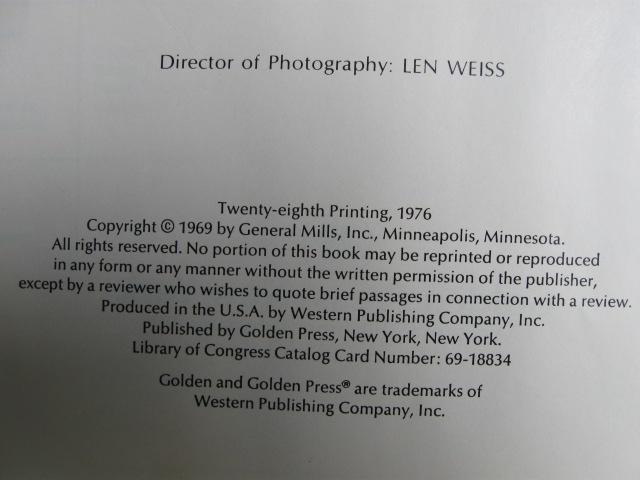 Director of Photography: LEN WEISS
Twenty-eighth Printing, 1976
Copyright © 1969 by General Mills, Inc., Minneapolis, Minnesota.
All rights reserved. No portion of this book may be reprinted or reproduced
in any form or any manner without the written permission of the publisher,
except by a reviewer who wishes to quote brief passages in connection with a review.
Produced in the U.S.A. by Western Publishing Company, Inc.
Published by Golden Press, New York, New York.
Library of Congress Catalog Card Number: 69-18834
Golden and Golden Press® are trademarks of
Western Publishing Company, Inc.